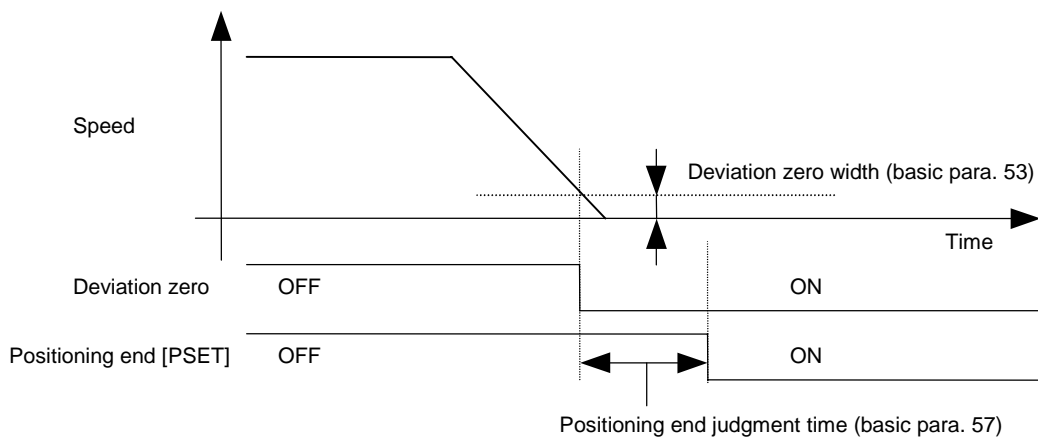 Speed
Deviation zero width (basic para. 53)
Time
Deviation zero OFF ON
Positioning end [PSET] OFF ON
Positioning end judgment time (basic para. 57)